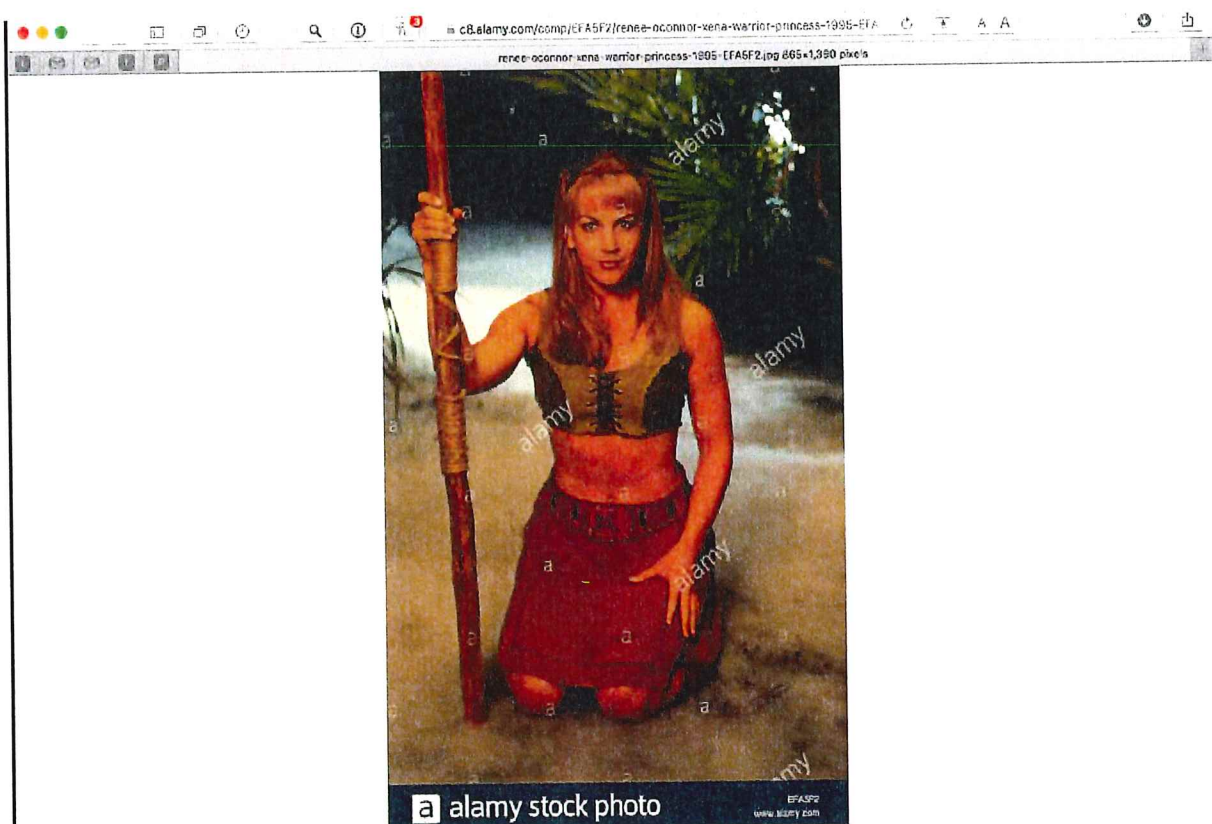 c8.alamy.com/comp/EFA5F2/renee-oconnor-xena-warrior-princess-1995-EFA
A A
3
renee-oconnor-xena-warrior-princess-1995-EFA5F2.jpg 865×1,390 pixels
a
a
a
alamy
a
a
a
alamy
a
alamy
a
a
a
alamy
a
a
a
a
a
a
a
alamy
a alamy stock photo
EFA5F2
www.alamy.com